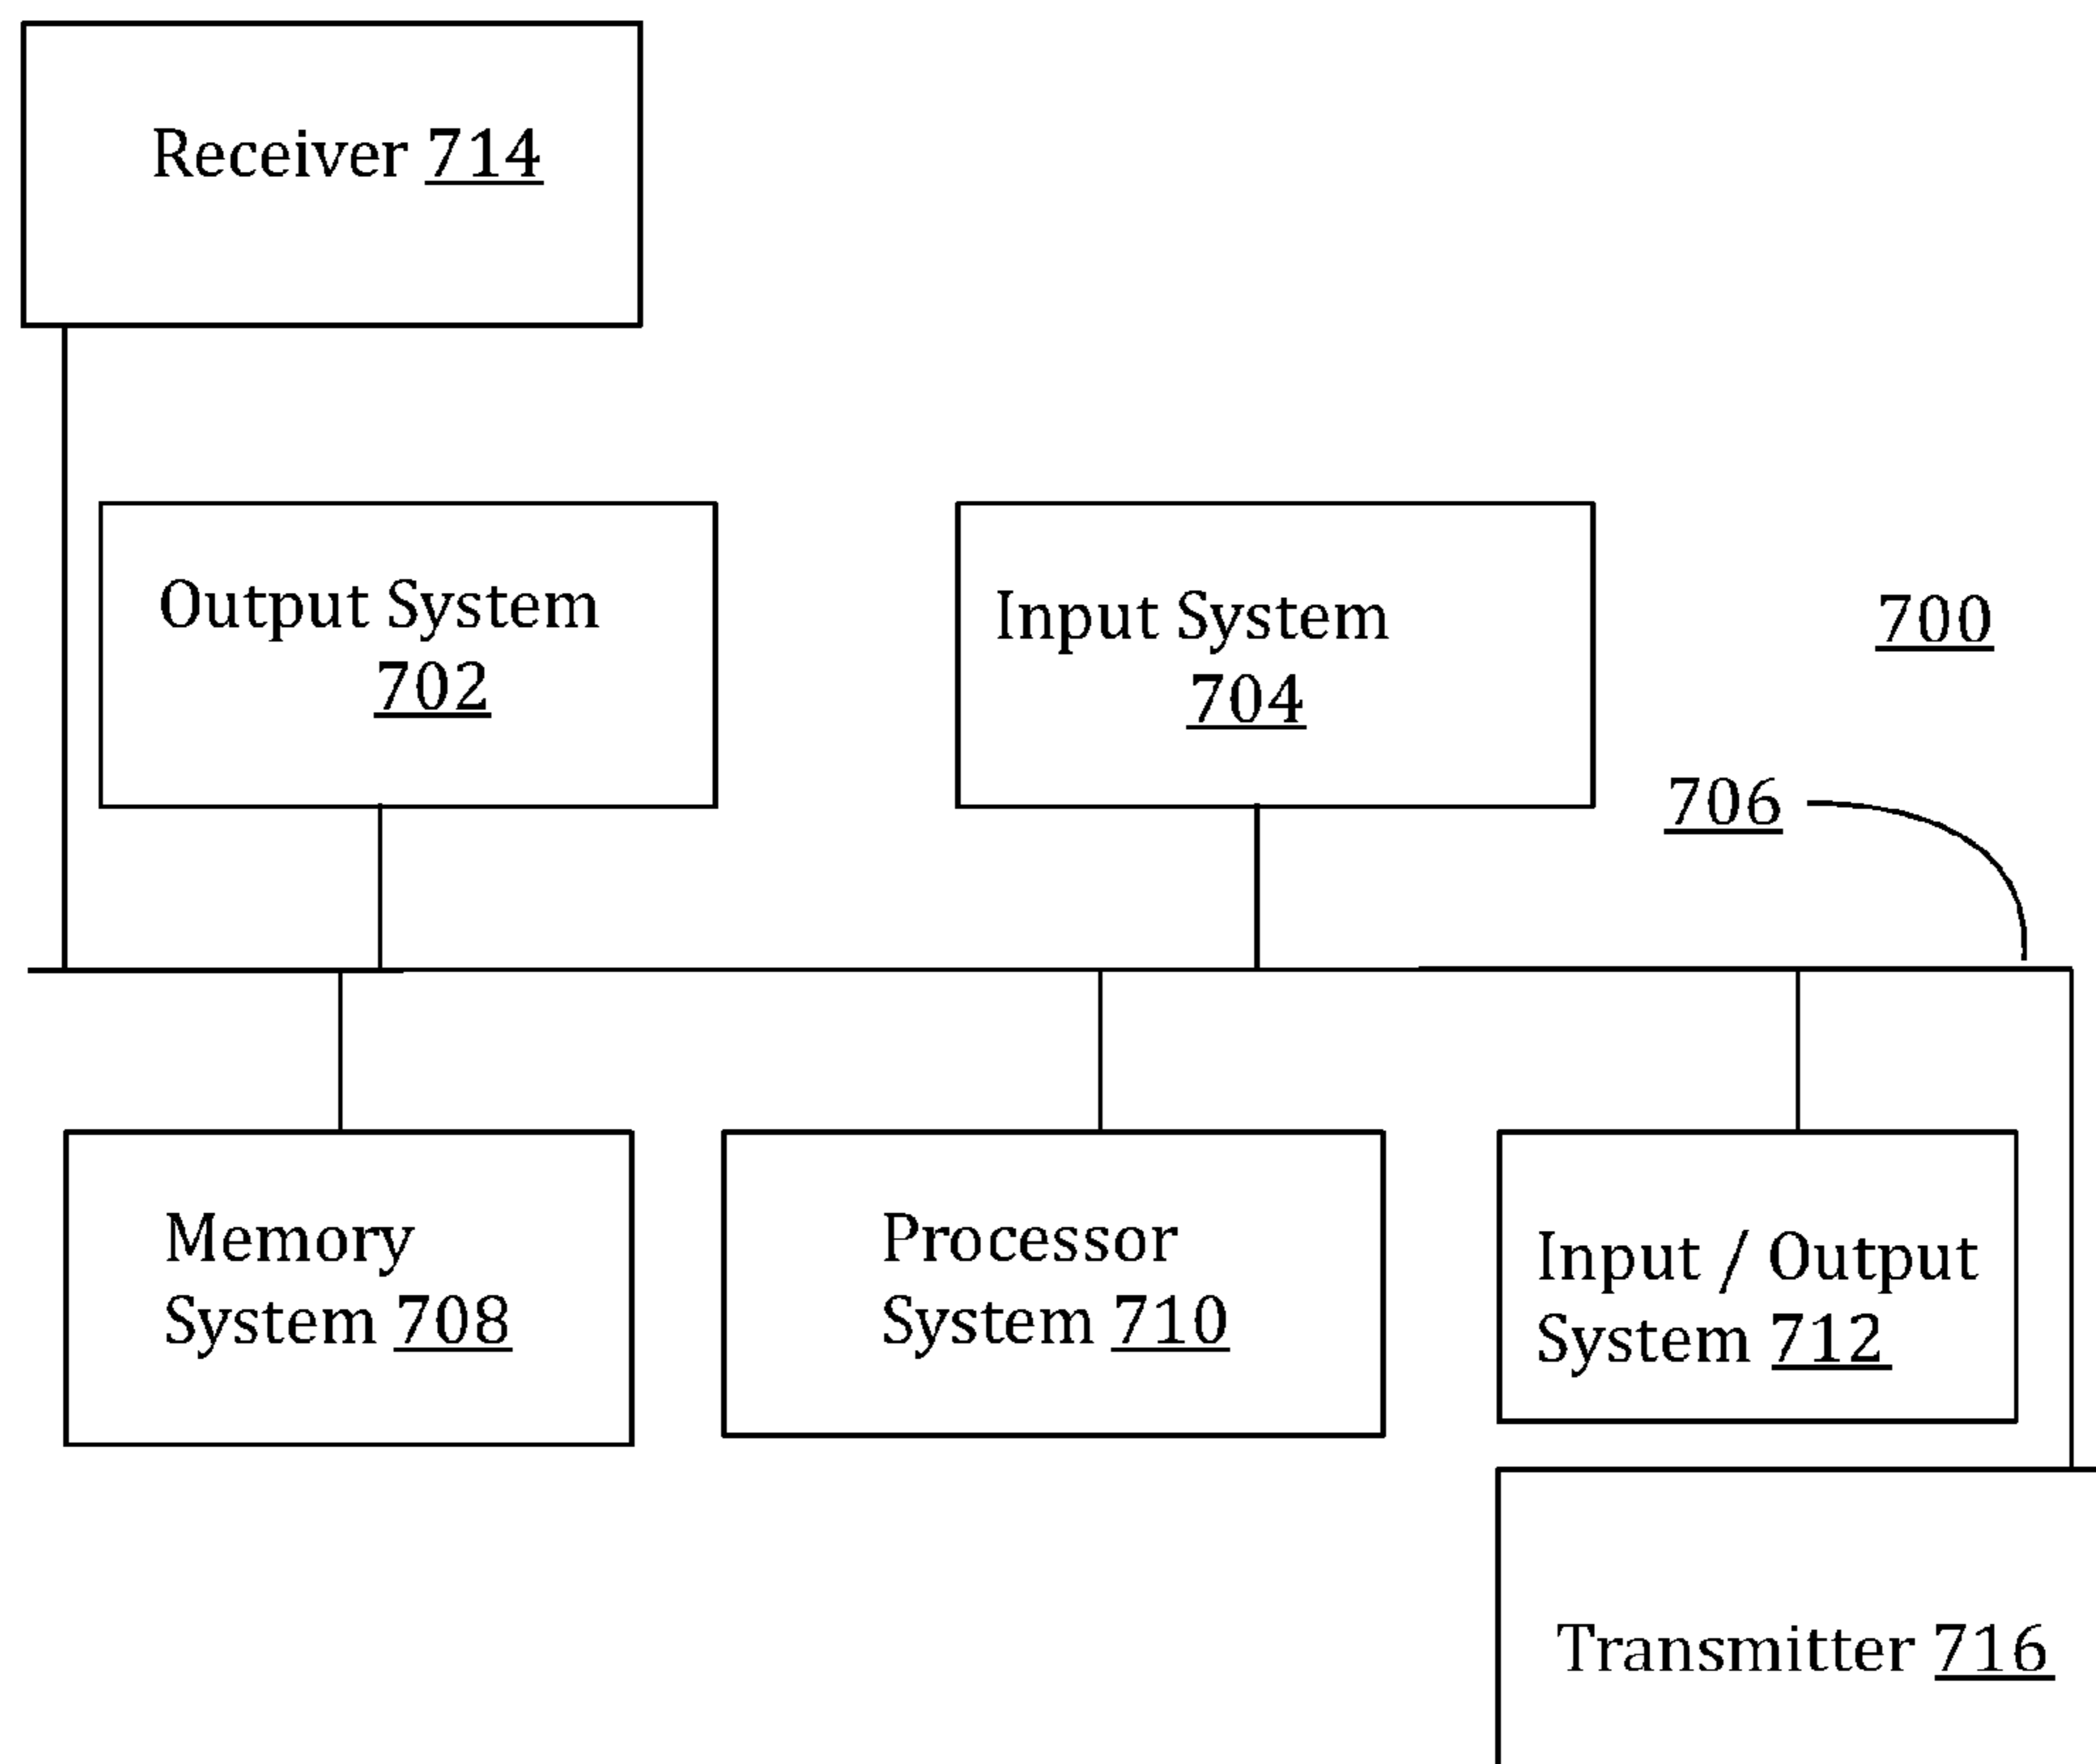 Receiver 714
Output System
702
Input System
704
700
706
Memory
System 708
Processor
System 710
Input / Output
System 712
Transmitter 716